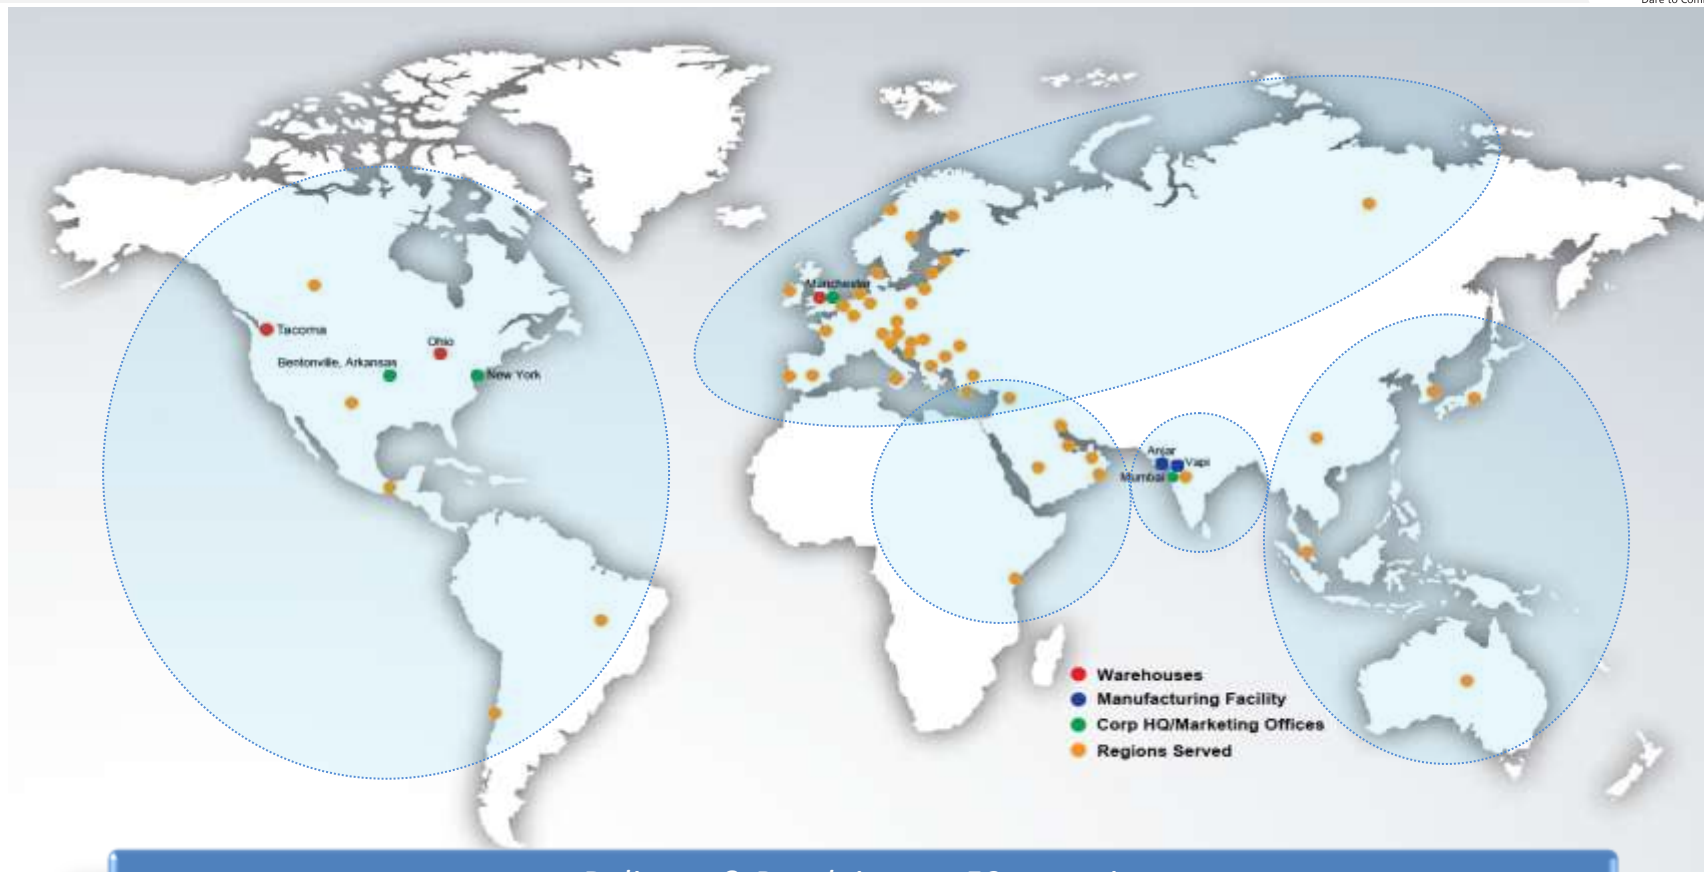 Manchester
Tacoma
Ohio
Bentonville, Arkansas
New York
Anjar
Vapi
Mumbai
Warehouses
Manufacturing Facility
Corp HQ/Marketing Offices
Regions Served